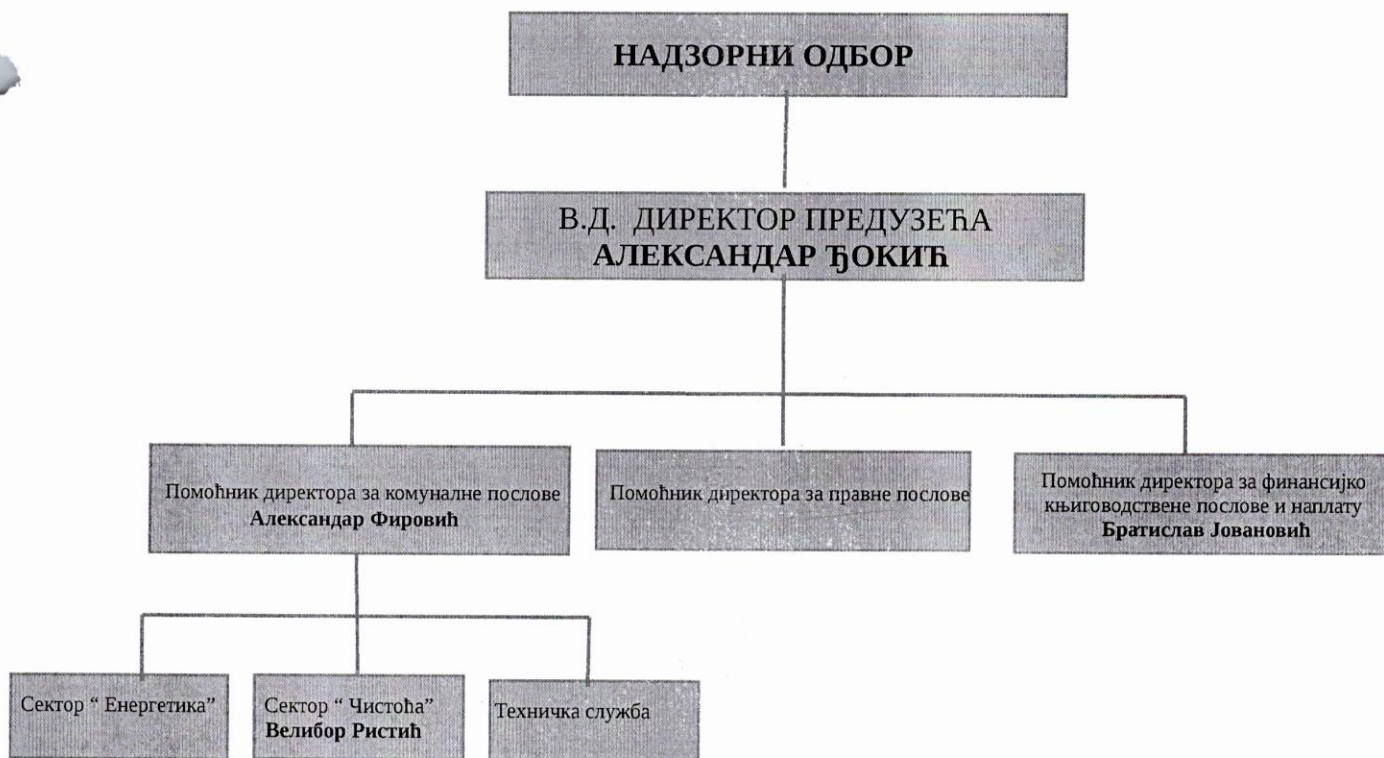 НАДЗОРНИ ОДБОР
В.Д. ДИРЕКТОР ПРЕДУЗЕЋА
АЛЕКСАНДАР ЂОКИЋ
Помоћник директора за комуналне послове
Александар Фировић
Помоћник директора за правне послове
Помоћник директора за финансијко
књиговодствене послове и наплату
Братислав Јовановић
Сектор “ Енергетика”
Сектор “ Чистоћа”
Велибор Ристић
Техничка служба